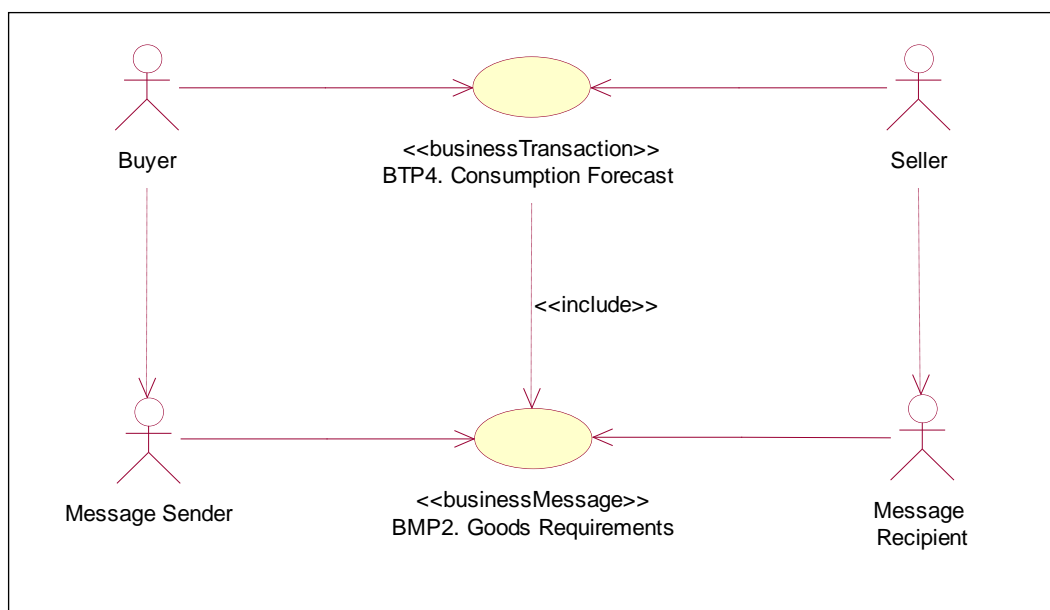 Buyer
<<businessTransaction>>
BTP4. Consumption Forecast
Seller
<<include>>
Message Sender
<<businessMessage>>
BMP2. Goods Requirements
Message
Recipient